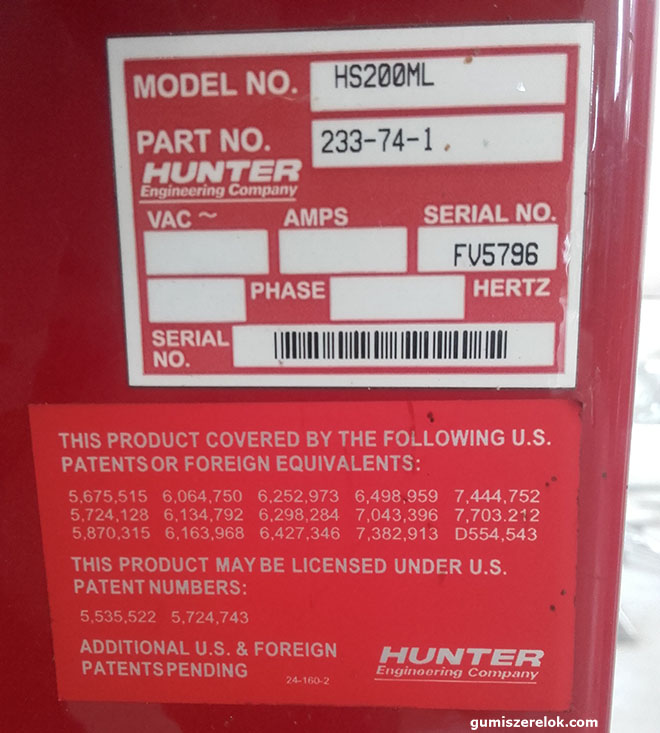 MODEL NO. HS200ML
PART NO. 233-74-1
HUNTER
Engineering Company
VAC ~ AMPS SERIAL NO.
FV5796
PHASE HERTZ
SERIAL
NO.
THIS PRODUCT COVERED BY THE FOLLOWING U.S.
PATENTS OR FOREIGN EQUIVALENTS:
5,675,515 6,064,750 6,252,973 6,498,959 7,444,752
5,724,128 6,134,792 6,298,284 7,043,396 7,703.212
5,870,315 6,163,968 6,427,346 7,382,913 D554,543
THIS PRODUCT MAY BE LICENSED UNDER U.S.
PATENT NUMBERS:
5,535,522 5,724,743
ADDITIONAL U.S. & FOREIGN
PATENTS PENDING
24-160-2
HUNTER
Engineering Company
gumiszerelok.com